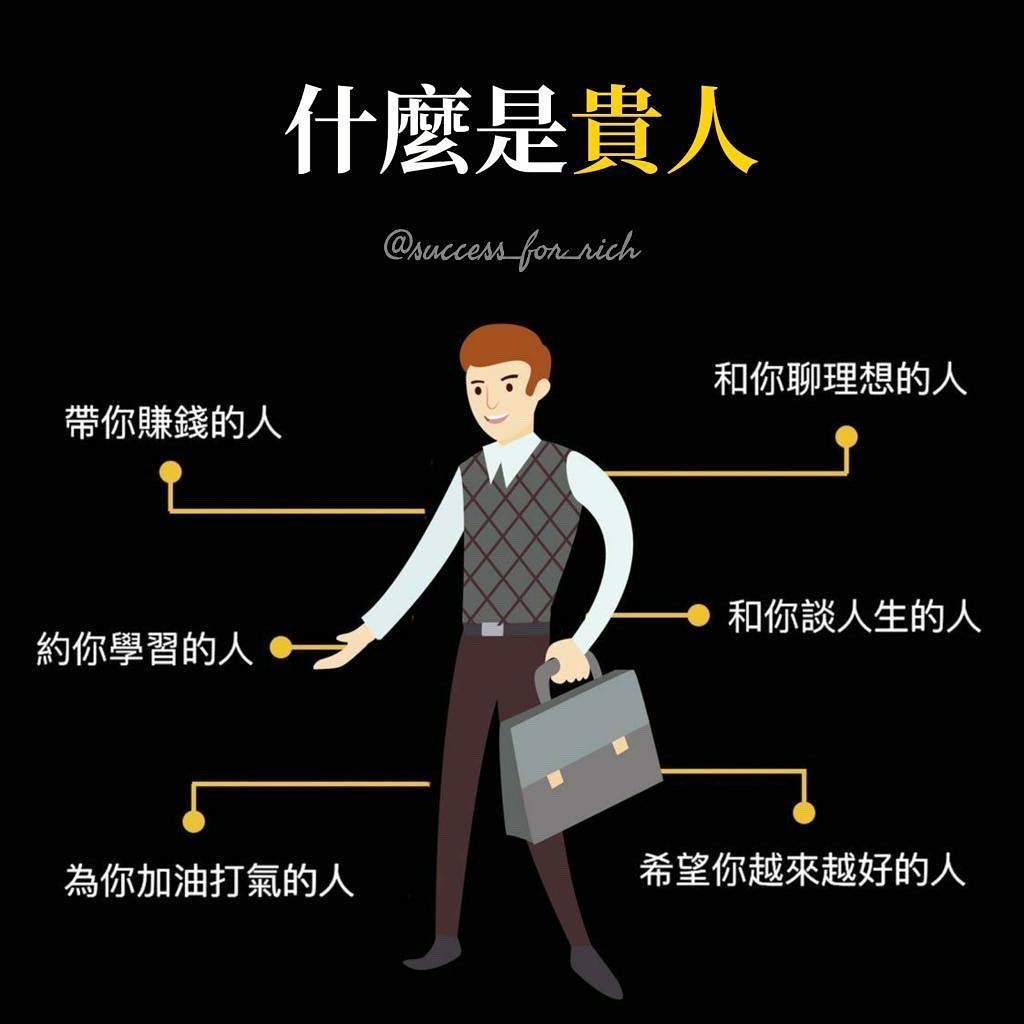 什麼是貴人
@success_for_rich
和你聊理想的人
帶你賺錢的人
和你談人生的人
約你學習的人
為你加油打氣的人
希望你越來越好的人